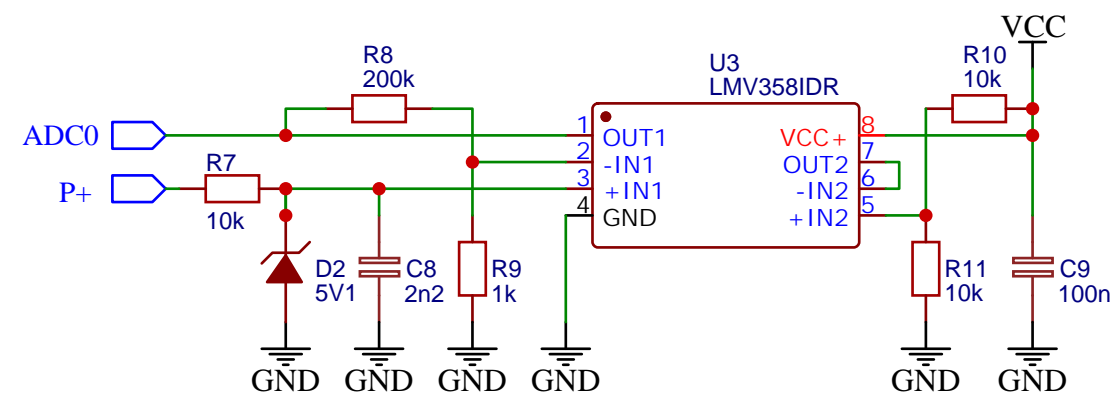 VCC
R8
200k
U3
LMV358IDR
R10
10k
ADC0
1
OUT1
VCC+
8
2
-IN1
OUT2
7
P+
R7
10k
3
+IN1
-IN2
6
4
GND
+IN2
5
D2
5V1
C8
2n2
R9
1k
R11
10k
C9
100n
GND
GND
GND
GND
GND
GND